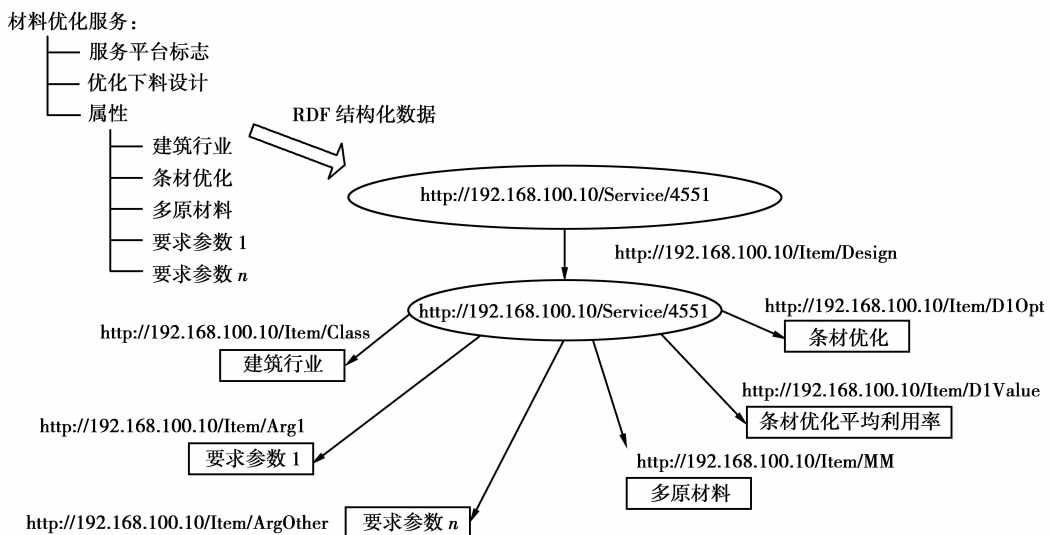 材料优化服务：
服务平台标志
优化下料设计
属性
RDF 结构化数据
建筑行业
条材优化
多原材料
要求参数 1
要求参数 n
http://192.168.100.10/Service/4551
http://192.168.100.10/Item/Design
http://192.168.100.10/Service/4551
http://192.168.100.10/Item/D1Opt
条材优化
http://192.168.100.10/Item/Class
建筑行业
http://192.168.100.10/Item/D1Value
条材优化平均利用率
http://192.168.100.10/Item/Arg1
要求参数 1
http://192.168.100.10/Item/MM
多原材料
http://192.168.100.10/Item/ArgOther
要求参数 n